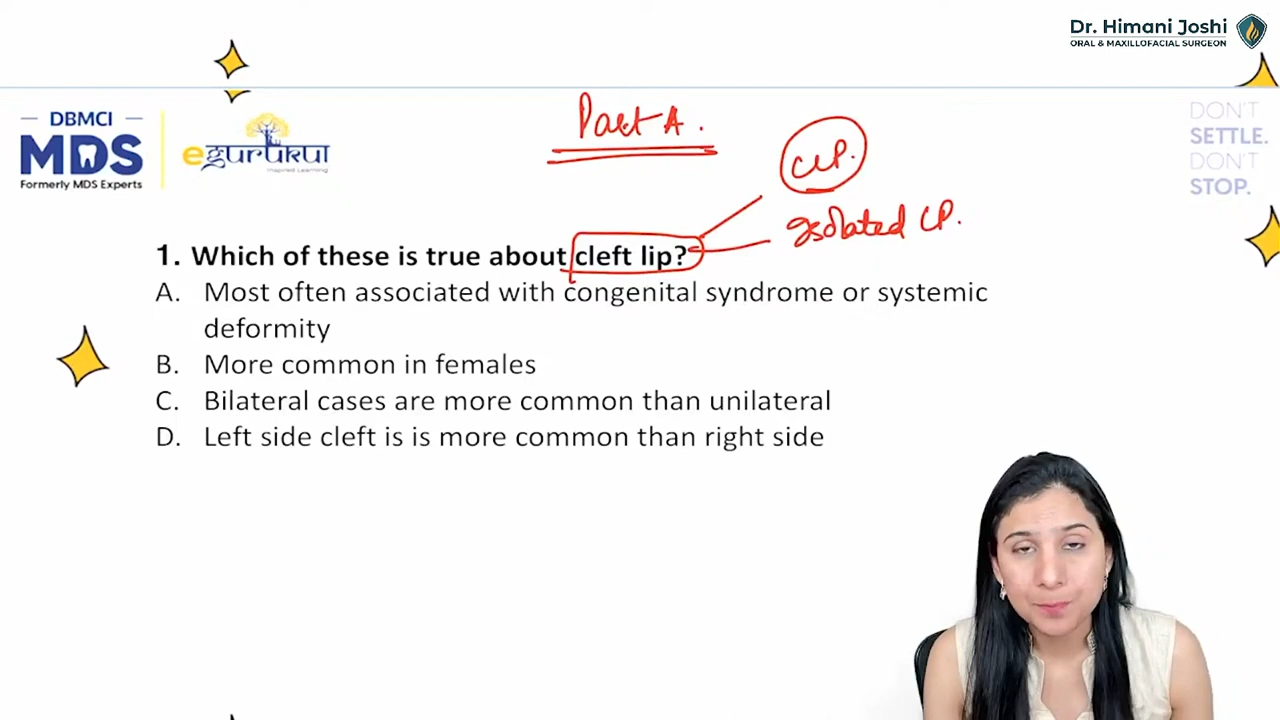 Dr. Himani Joshi
ORAL & MAXILLOFACIAL SURGEON
DBMCI
MDS
Formerly MDS Experts
egurukul
Inspired Learning
DON'T
SETTLE.
DON'T
STOP.
Part A.
CLP.
Isolated CP.
1. Which of these is true about cleft lip?
A. Most often associated with congenital syndrome or systemic
deformity
B. More common in females
C. Bilateral cases are more common than unilateral
D. Left side cleft is is more common than right side